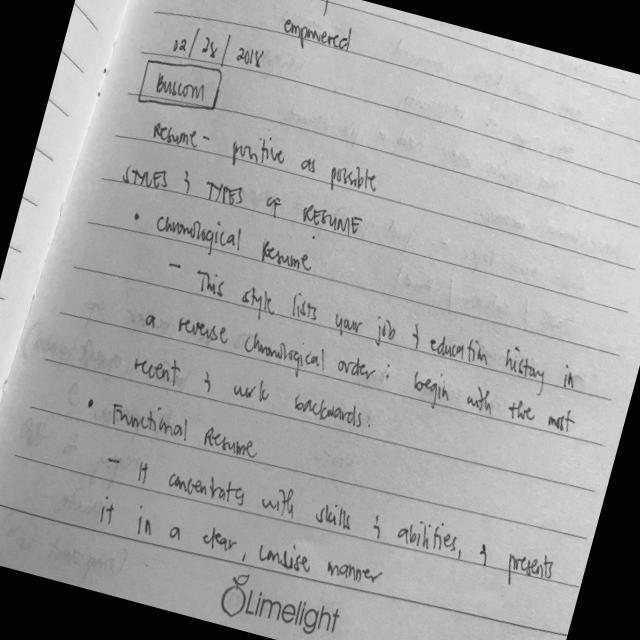 empowered
02/28/2018
buscom
Resume - positive as possible
STYLES & TYPES OF RESUME
• Chronological Resume
- This style lists your job & education history in
a reverse chronological order: begin with the most
recent & work backwards.
• Functional Resume
- It concentrates with skills & abilities, & presents
it in a clear, concise manner
Limelight